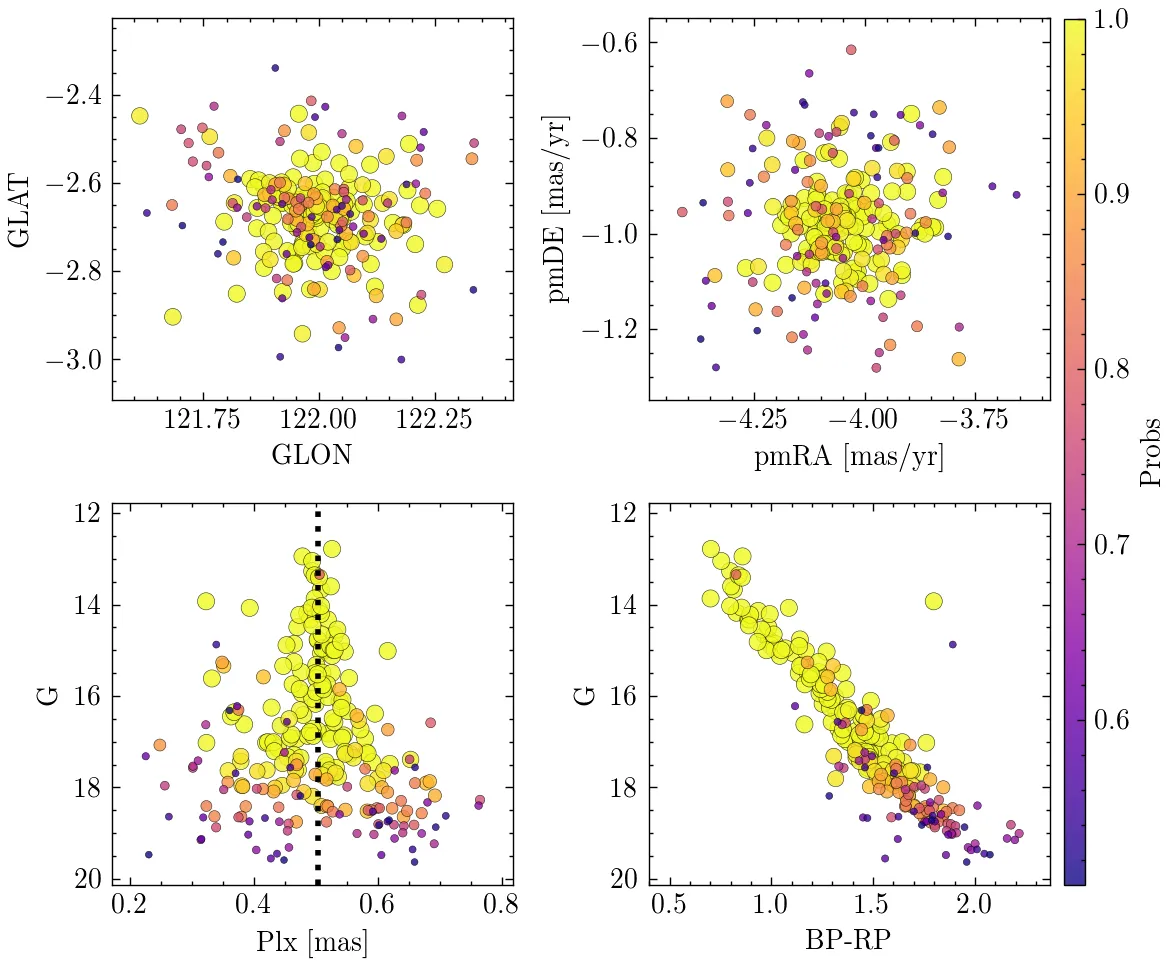 −2.4
−2.6
−2.8
−3.0
GLAT
121.75 122.00 122.25
GLON
−0.6
−0.8
−1.0
−1.2
pmDE [mas/yr]
−4.25 −4.00 −3.75
pmRA [mas/yr]
1.0
0.9
0.8
0.7
0.6
Probs
12
14
16
18
20
G
0.2 0.4 0.6 0.8
Plx [mas]
12
14
16
18
20
G
0.5 1.0 1.5 2.0
BP-RP